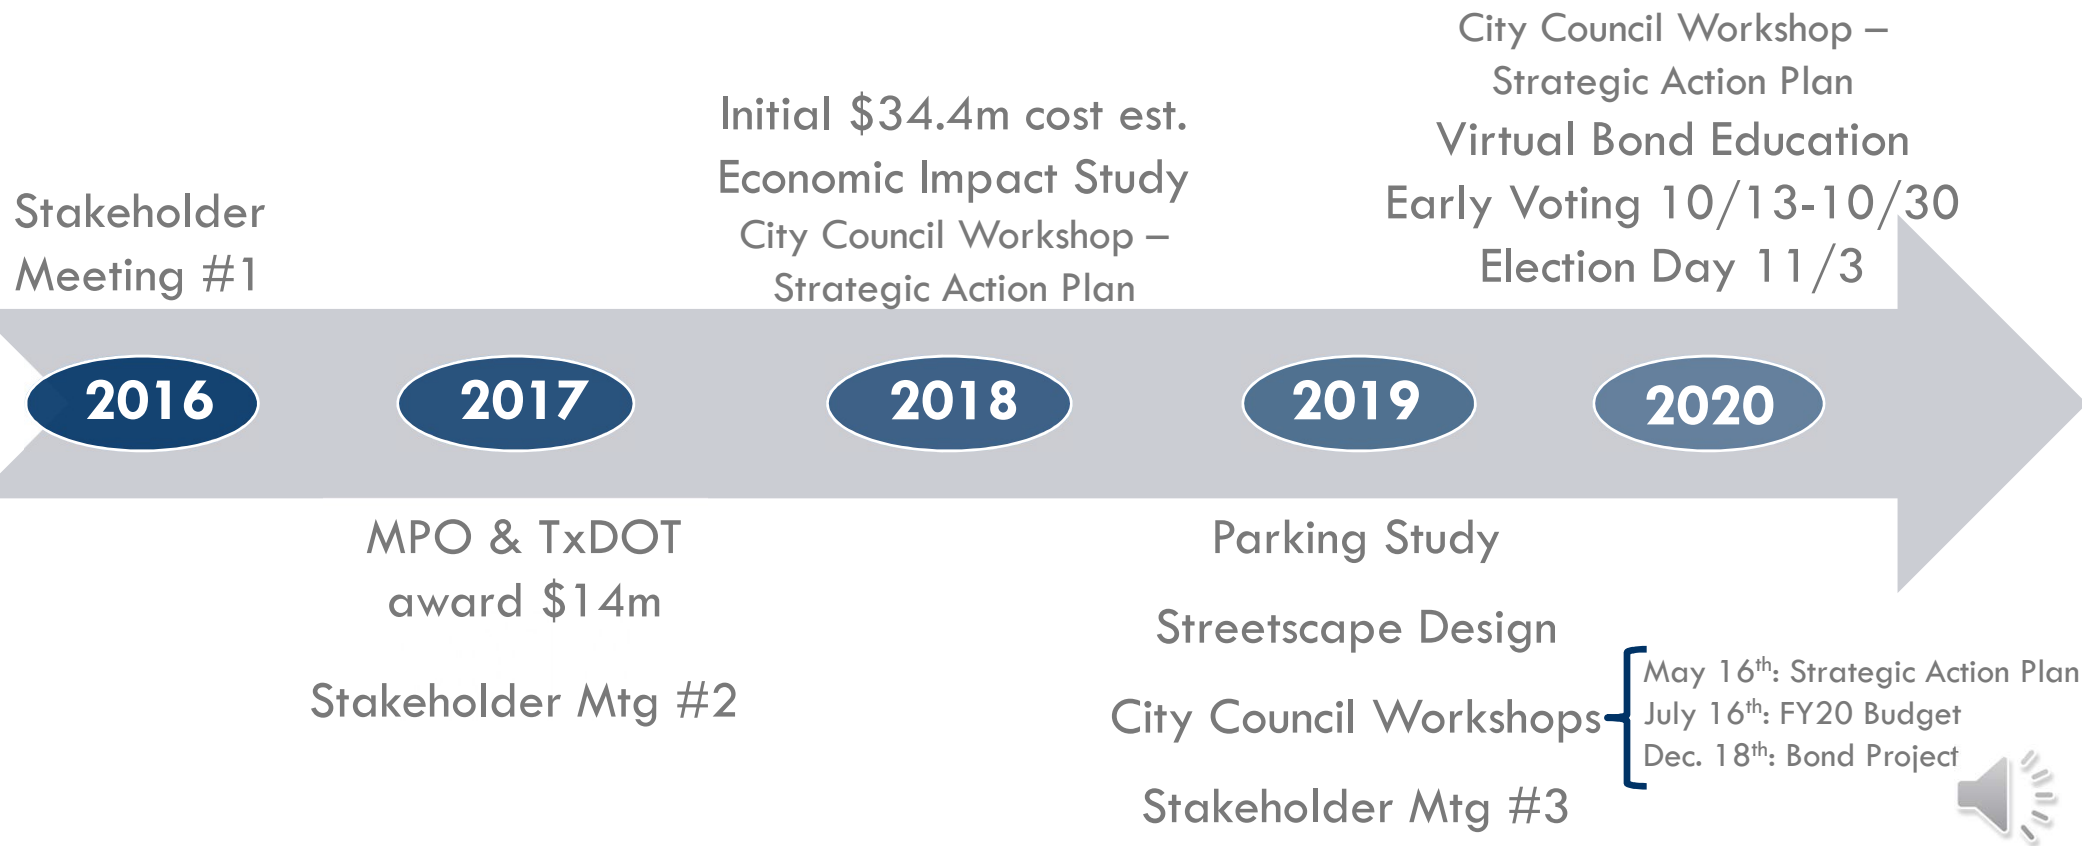 Stakeholder
Meeting #1
Initial $34.4m cost est.
Economic Impact Study
City Council Workshop –
Strategic Action Plan
City Council Workshop –
Strategic Action Plan
Virtual Bond Education
Early Voting 10/13-10/30
Election Day 11/3
2016
2017
2018
2019
2020
MPO & TxDOT
award $14m
Stakeholder Mtg #2
Parking Study
Streetscape Design
City Council Workshops
May 16th: Strategic Action Plan
July 16th: FY20 Budget
Dec. 18th: Bond Project
Stakeholder Mtg #3